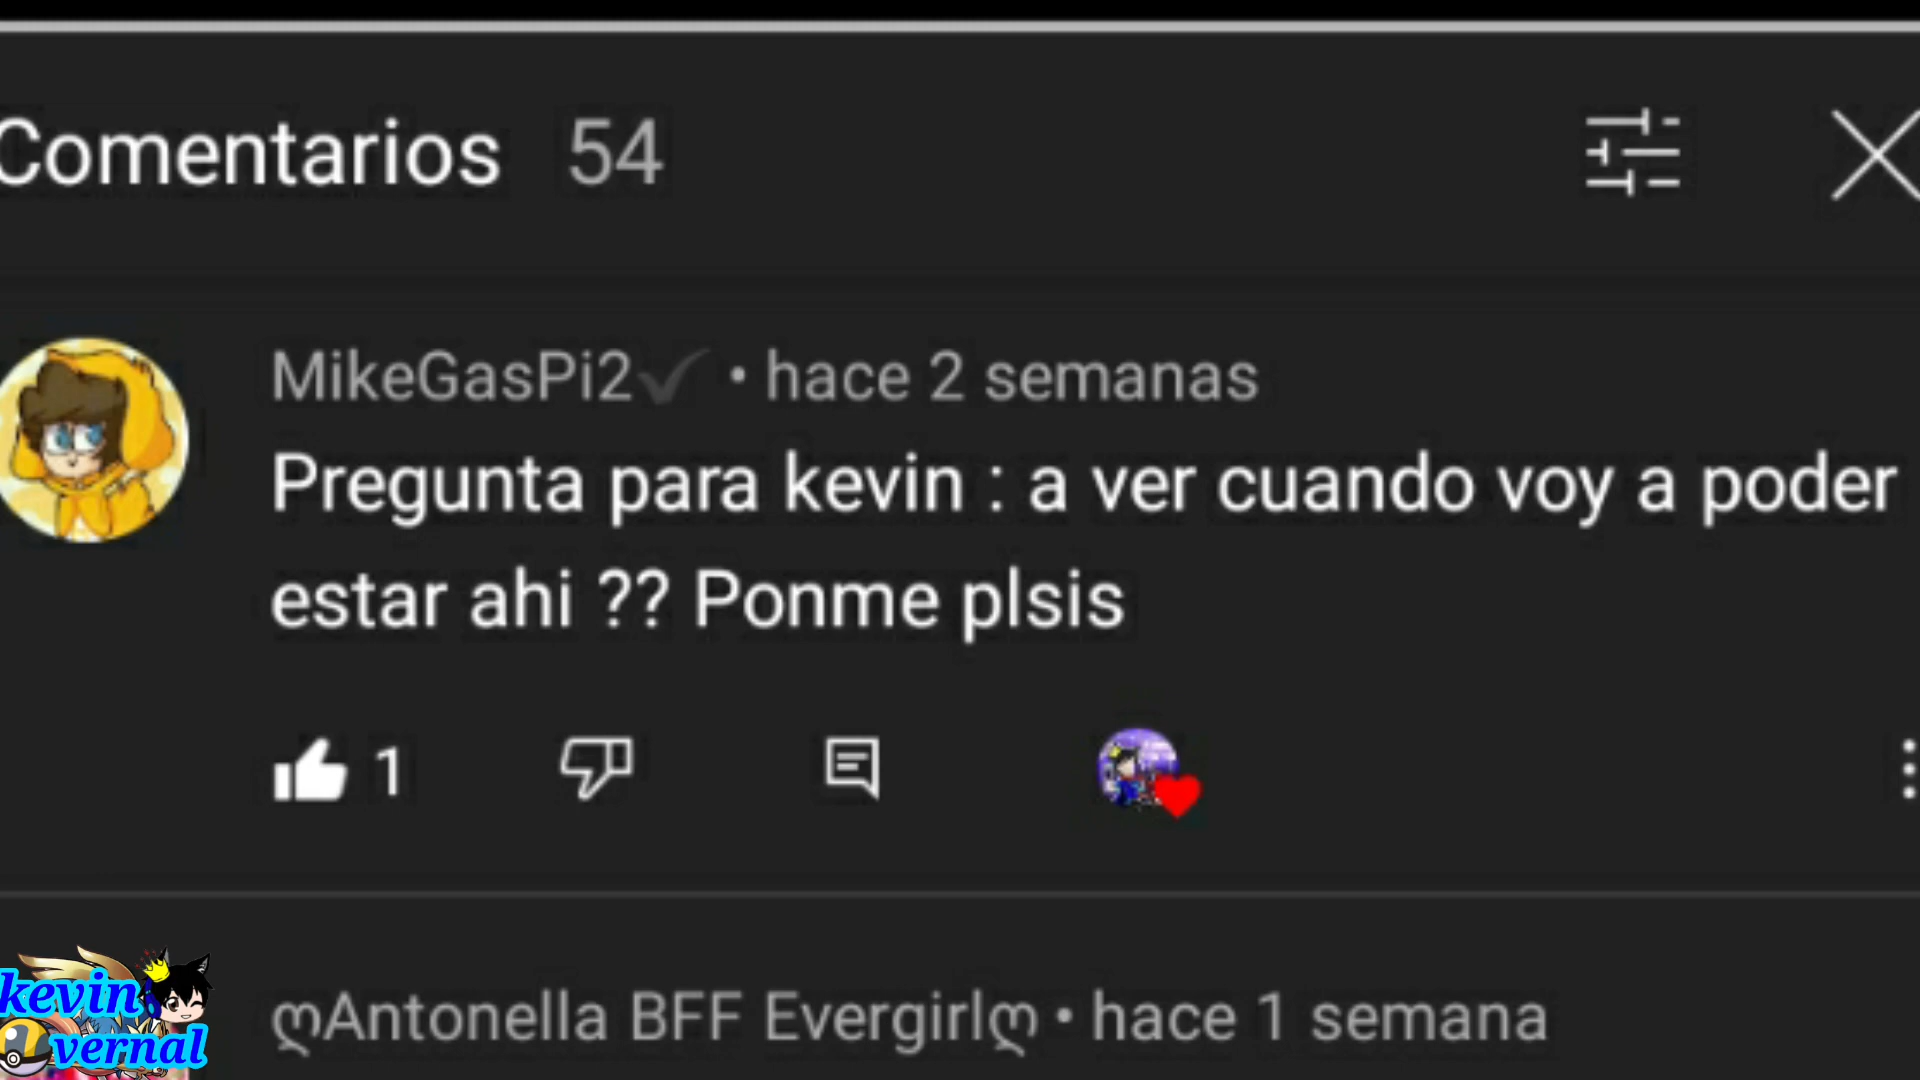 Comentarios 54
MikeGasPi2✓ • hace 2 semanas
Pregunta para kevin : a ver cuando voy a poder
estar ahi ?? Ponme plsis
1
ღAntonella BFF Evergirlღ • hace 1 semana
kevin
vernal